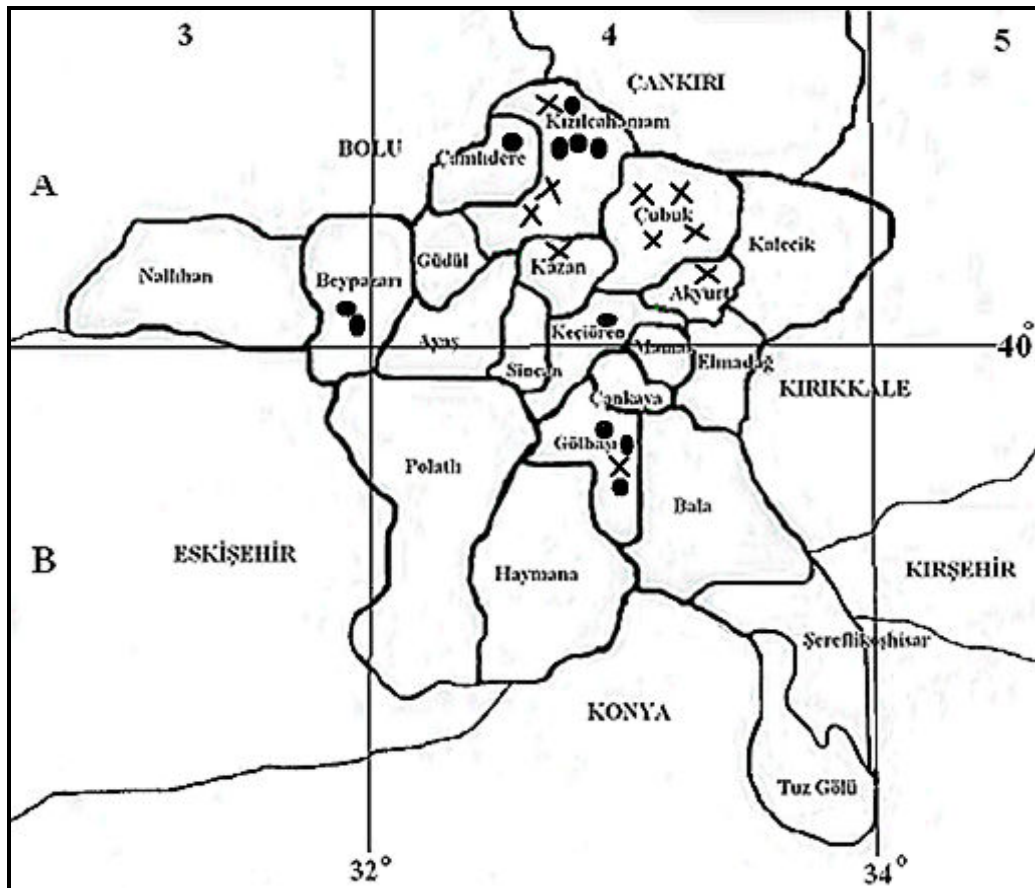 3 4 5
ÇANKIRI
Kızılcahamam
BOLU
Çamlıdere
A
Çubuk
Kalecik
Nallıhan
Beypazarı
Güdül
Kazan
Akyurt
Ayaş
Keçiören
Mamak
Elmadağ
40°
Sincan
Çankaya
KIRIKKALE
Gölbaşı
Polatlı
Bala
B
ESKİŞEHİR
Haymana
KIRŞEHİR
Şereflikoşhisar
KONYA
Tuz Gölü
32°
34°